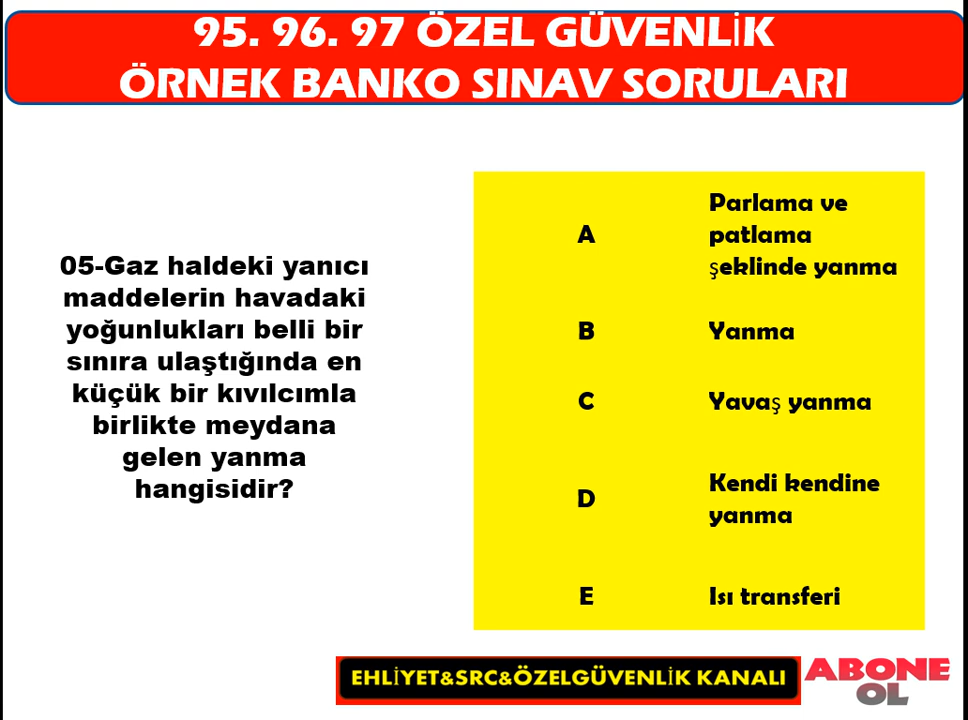 95. 96. 97 ÖZEL GÜVENLİK
ÖRNEK BANKO SINAV SORULARI
05-Gaz haldeki yanıcı
maddelerin havadaki
yoğunlukları belli bir
sınıra ulaştığında en
küçük bir kıvılcımla
birlikte meydana
gelen yanma
hangisidir?
A
Parlama ve
patlama
şeklinde yanma
B
Yanma
C
Yavaş yanma
D
Kendi kendine
yanma
E
Isı transferi
EHLİYET&SRC&ÖZELGÜVENLİK KANALI
ABONE
OL